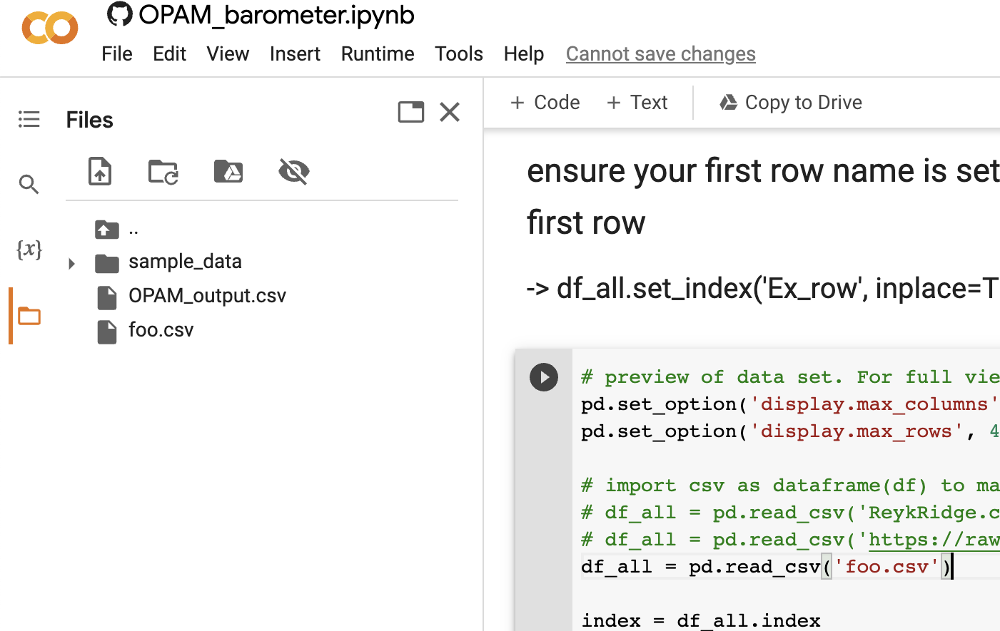 OPAM_barometer.ipynb
File Edit View Insert Runtime Tools Help Cannot save changes
Files
+ Code + Text Copy to Drive
..
sample_data
OPAM_output.csv
foo.csv
{x}
ensure your first row name is set
first row
-> df_all.set_index('Ex_row', inplace=T
# preview of data set. For full vie
pd.set_option('display.max_columns'
pd.set_option('display.max_rows', 4
# import csv as dataframe(df) to ma
# df_all = pd.read_csv('ReykRidge.c
# df_all = pd.read_csv('https://raw
df_all = pd.read_csv('foo.csv')
index = df_all.index